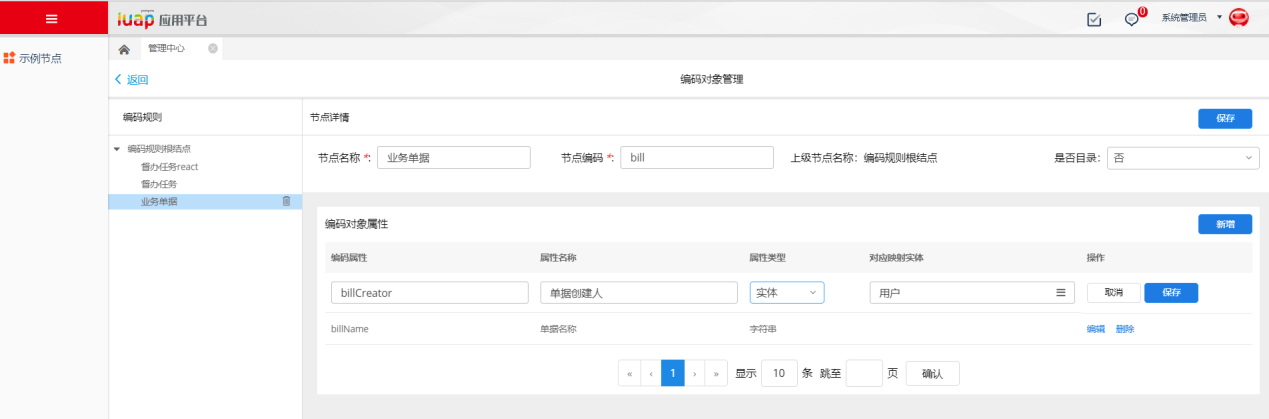 iuap 应用平台
0
系统管理员
示例节点
管理中心
返回
编码对象管理
编码规则
节点详情
保存
编码规则根结点
督办任务react
督办任务
业务单据
节点名称 *:
业务单据
节点编码 *:
bill
上级节点名称: 编码规则根结点
是否目录:
否
编码对象属性
新增
编码属性 属性名称 属性类型 对应映射实体 操作
billCreator 单据创建人 实体 用户 取消 保存
billName 单据名称 字符串 编辑 删除
« ‹ 1 › » 显示 10 条 跳至 页 确认